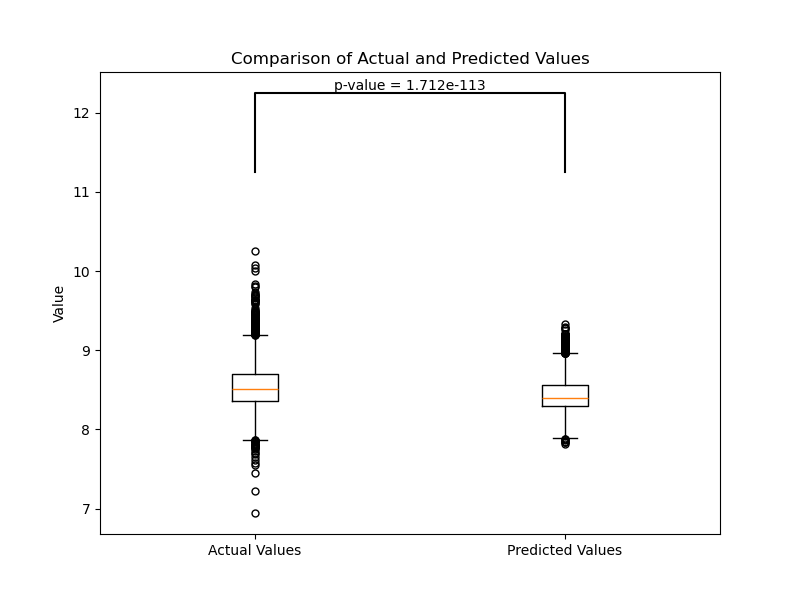 Comparison of Actual and Predicted Values
p-value = 1.712e-113
12
11
10
9
8
7
Value
Actual Values
Predicted Values